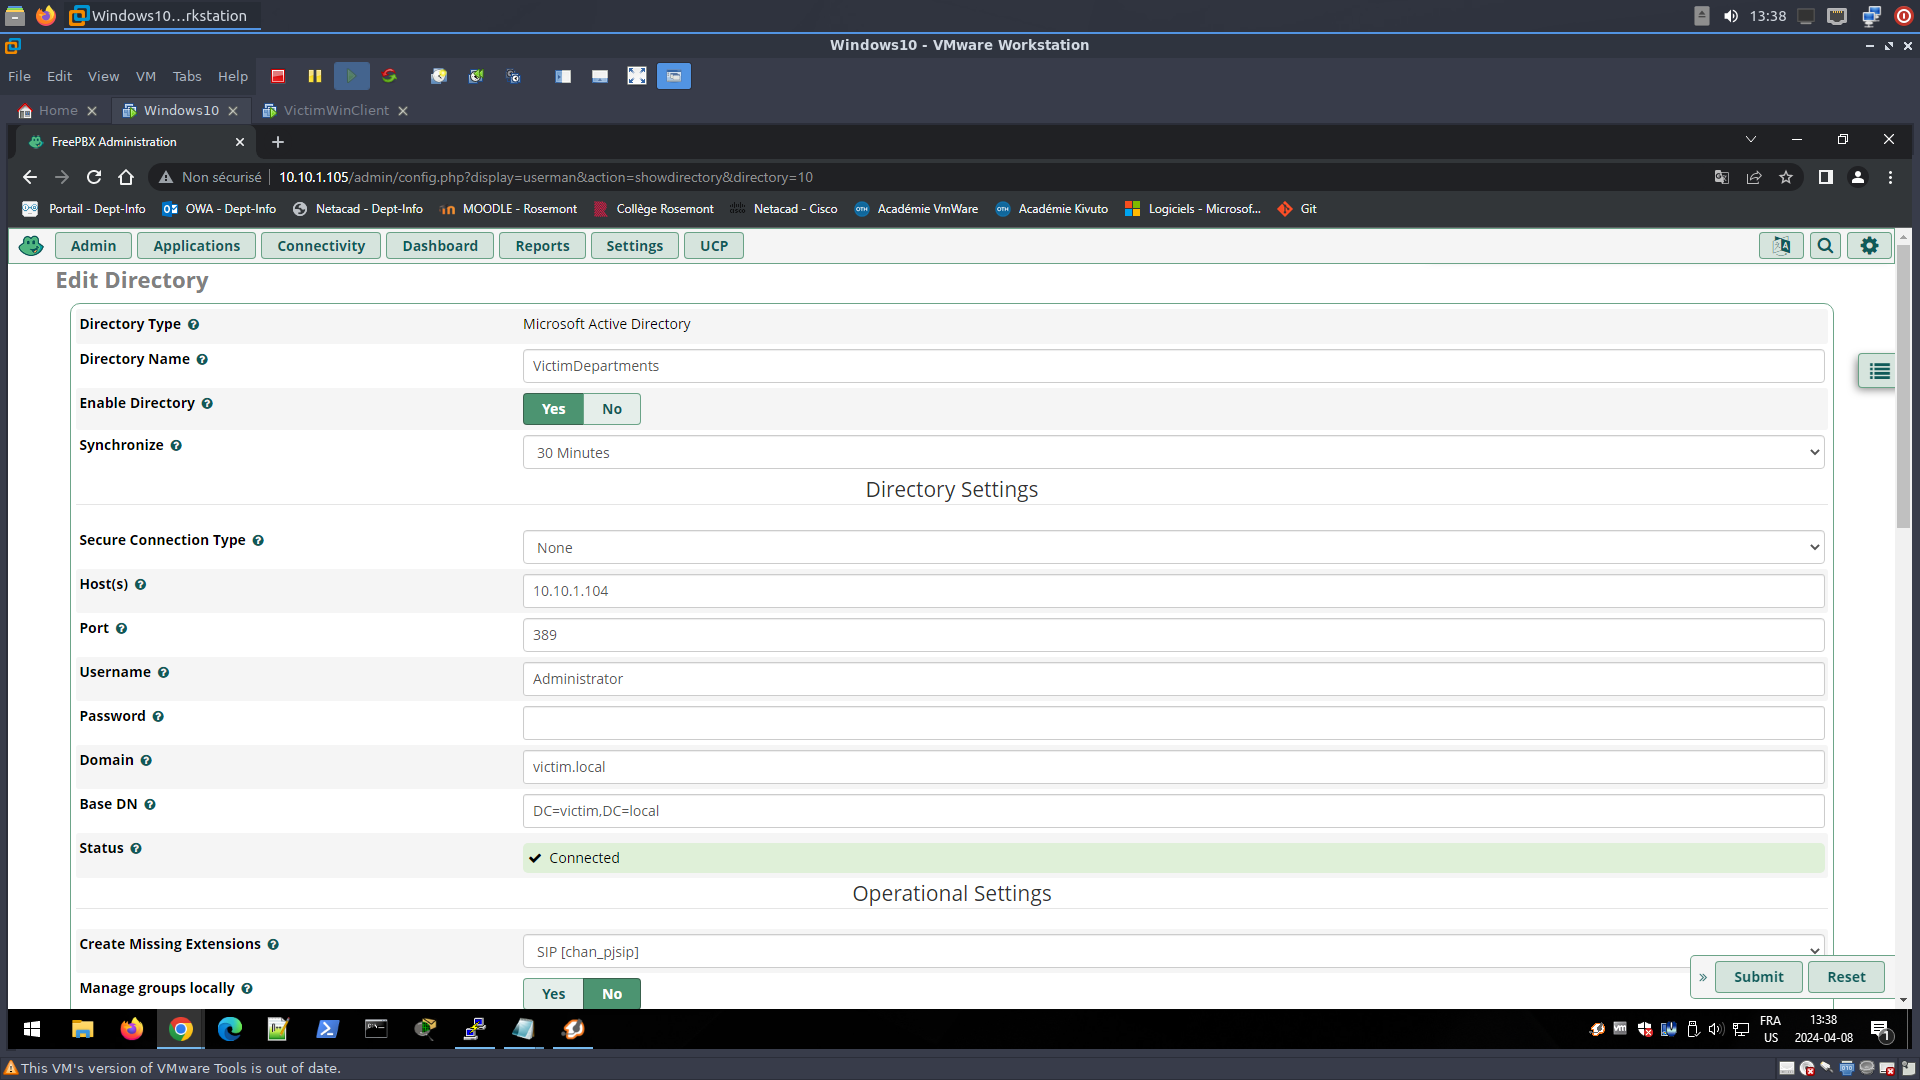 Windows10...rkstation
13:38
Windows10 - VMware Workstation
File Edit View VM Tabs Help
Home Windows10 VictimWinClient
FreePBX Administration
Non sécurisé 10.10.1.105/admin/config.php?display=userman&action=showdirectory&directory=10
Portail - Dept-Info OWA - Dept-Info Netacad - Dept-Info MOODLE - Rosemont Collège Rosemont Netacad - Cisco Académie VmWare Académie Kivuto Logiciels - Microsof... Git
Admin Applications Connectivity Dashboard Reports Settings UCP
Edit Directory
Directory Type Microsoft Active Directory
Directory Name VictimDepartments
Enable Directory Yes No
Synchronize 30 Minutes
Directory Settings
Secure Connection Type None
Host(s) 10.10.1.104
Port 389
Username Administrator
Password
Domain victim.local
Base DN DC=victim,DC=local
Status Connected
Operational Settings
Create Missing Extensions SIP [chan_pjsip]
Manage groups locally Yes No
» Submit Reset
FRA
US
13:38
2024-04-08
1
This VM's version of VMware Tools is out of date.